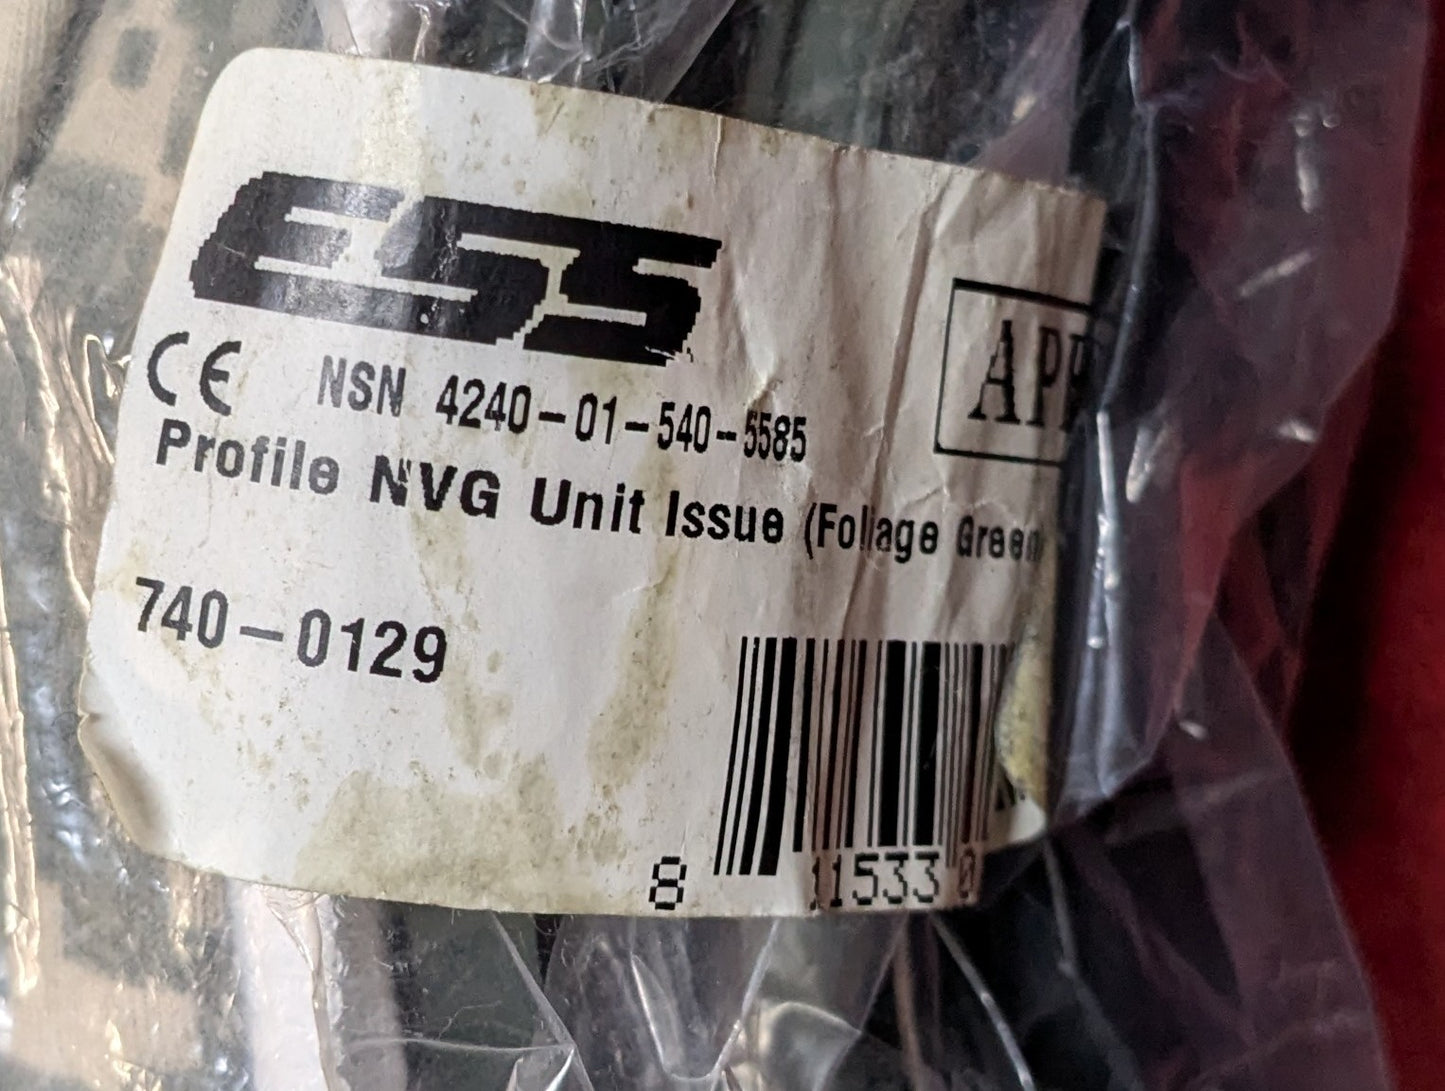 ESS
CE NSN 4240-01-540-5585
Profile NVG Unit Issue (Foliage Green
740-0129
8 11533 0